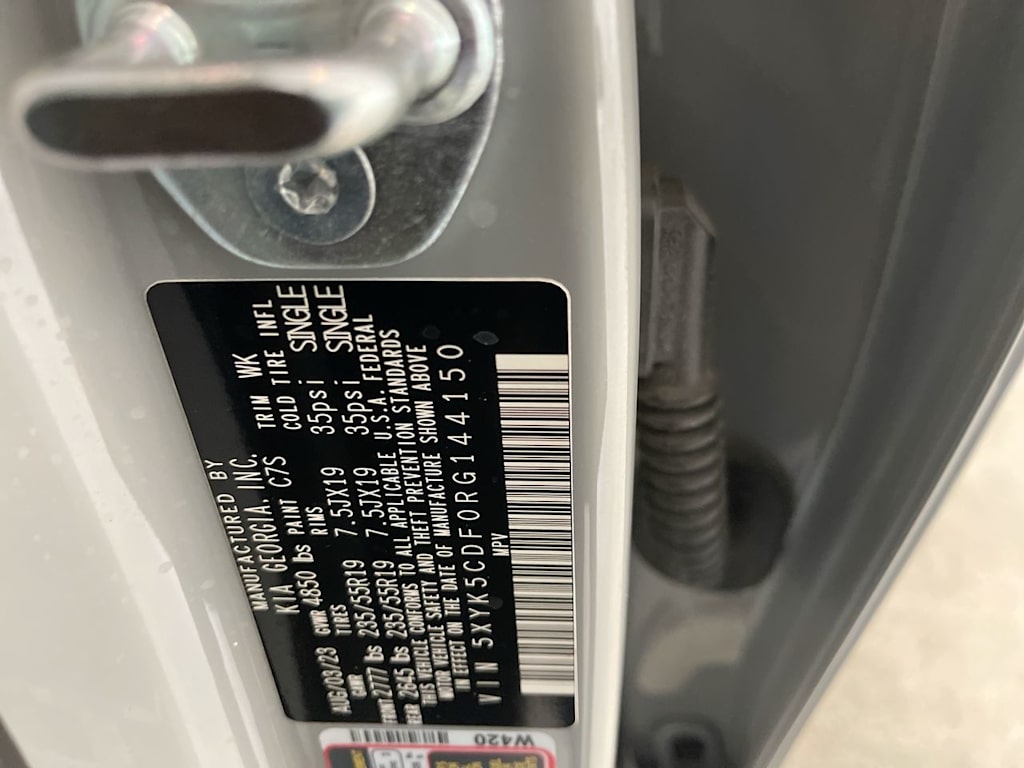 MANUFACTURED BY
KIA GEORGIA, INC. TRIM WK
AUG/03/23 GVWR 4850 lbs PAINT C7S COLD TIRE INFL
GAWR TIRES RIMS
FRONT 2777 lbs 235/55R19 7.5JX19 35psi SINGLE
REAR 2645 lbs 235/55R19 7.5JX19 35psi SINGLE
THIS VEHICLE CONFORMS TO ALL APPLICABLE U.S.A. FEDERAL
MOTOR VEHICLE SAFETY AND THEFT PREVENTION STANDARDS
IN EFFECT ON THE DATE OF MANUFACTURE SHOWN ABOVE
VIN 5XYK5CDF0RG144150
MPV
W420